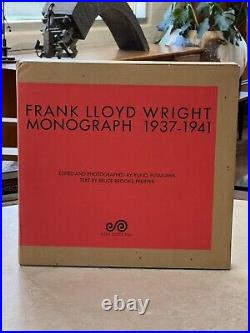 FRANK LLOYD WRIGHT
MONOGRAPH 1937-1941
EDITED AND PHOTOGRAPHED BY YUKIO FUTAGAWA
TEXT BY BRUCE BROOKS PFEIFFER